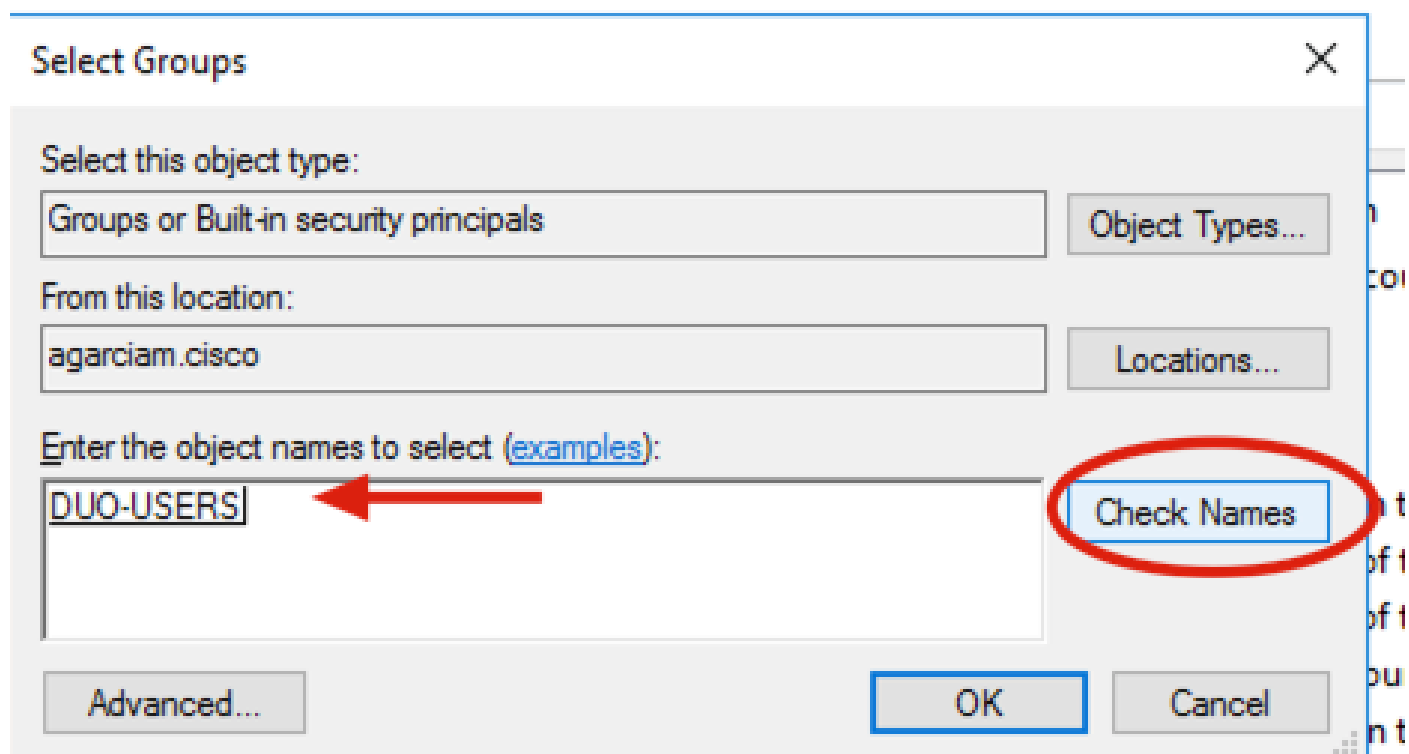 Select Groups
Select this object type:
Groups or Built-in security principals
Object Types...
From this location:
agarciam.cisco
Locations...
Enter the object names to select (examples):
DUO-USERS
Check Names
Advanced...
OK
Cancel